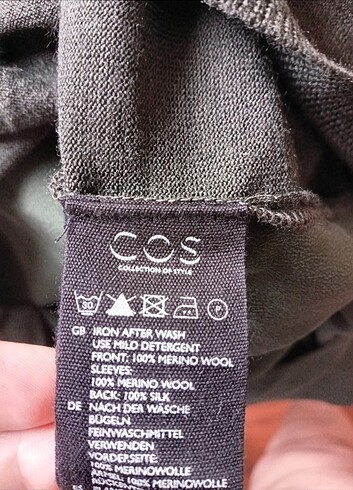 COS
COLLECTION OF STYLE
30 P
GB IRON AFTER WASH
USE MILD DETERGENT
FRONT: 100% MERINO WOOL
SLEEVES:
100% MERINO WOOL
BACK: 100% SILK
DE NACH DER WÄSCHE
BÜGELN
FEINWASCHMITTEL
VERWENDEN
VORDERSEITE:
100% MERINOWOLLE